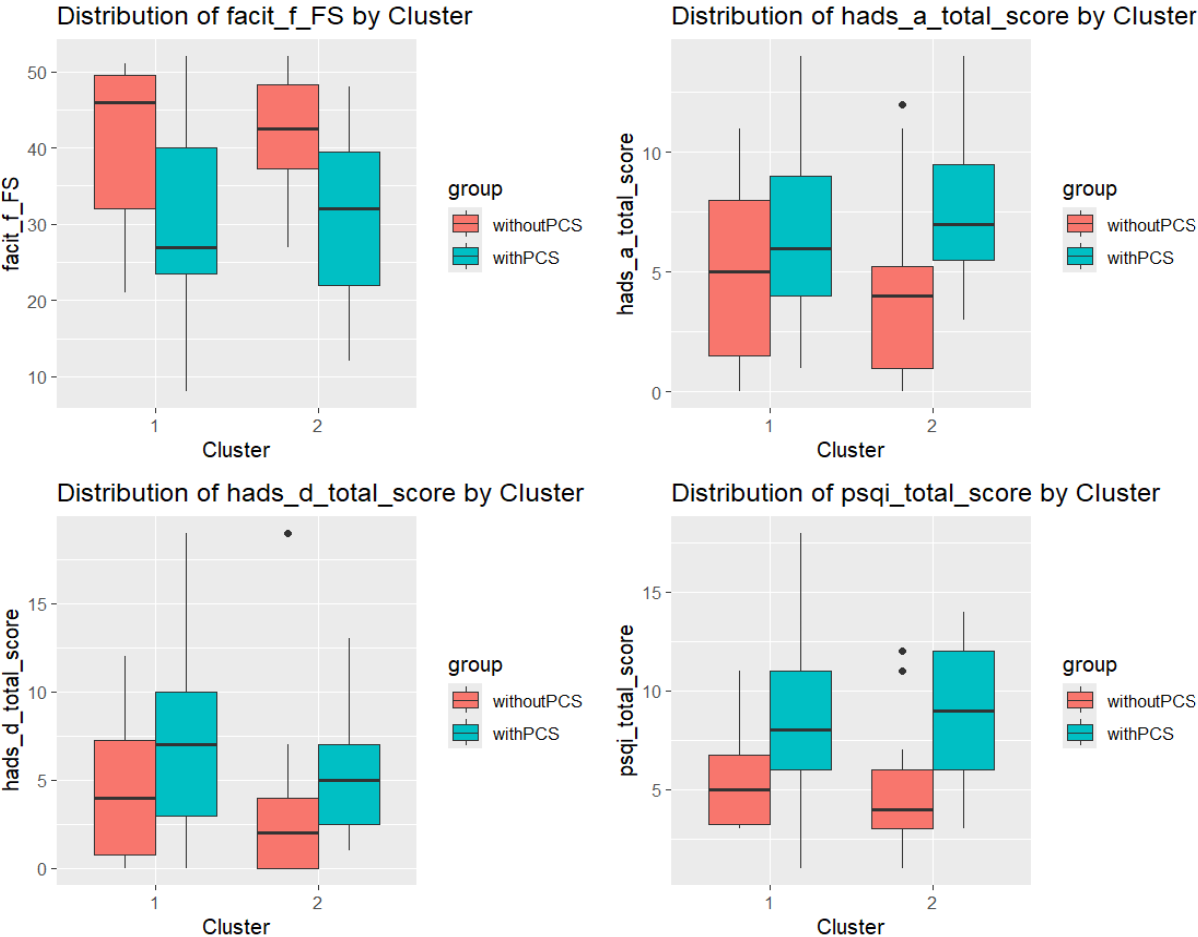 Distribution of facit_f_FS by Cluster
facit_f_FS
50
40
30
20
10
1
2
Cluster
group
withoutPCS
withPCS
Distribution of hads_a_total_score by Cluster
hads_a_total_score
10
5
0
1
2
Cluster
group
withoutPCS
withPCS
Distribution of hads_d_total_score by Cluster
hads_d_total_score
15
10
5
0
1
2
Cluster
group
withoutPCS
withPCS
Distribution of psqi_total_score by Cluster
psqi_total_score
15
10
5
1
2
Cluster
group
withoutPCS
withPCS